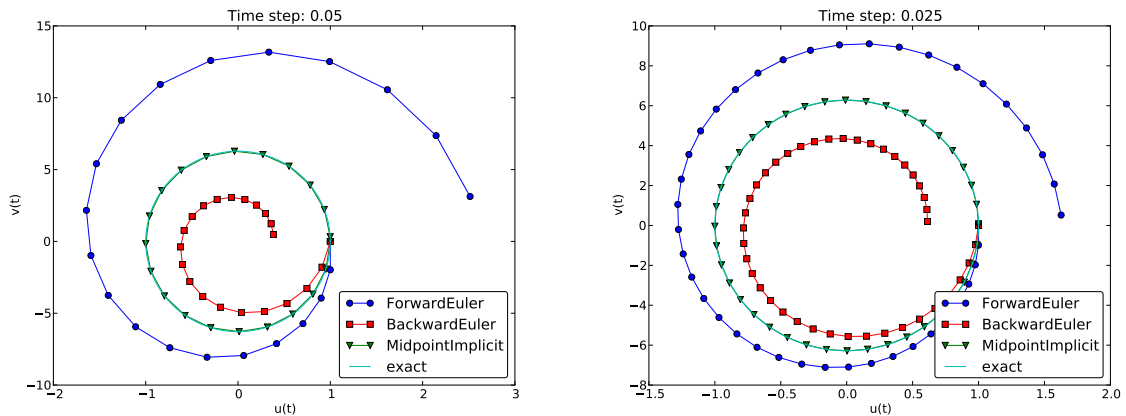 Time step: 0.05
15
10
5
0
−5
−10
v(t)
−2
−1
0
1
2
3
u(t)
ForwardEuler
BackwardEuler
MidpointImplicit
exact
Time step: 0.025
10
8
6
4
2
0
−2
−4
−6
−8
v(t)
−1.5
−1.0
−0.5
0.0
0.5
1.0
1.5
2.0
u(t)
ForwardEuler
BackwardEuler
MidpointImplicit
exact